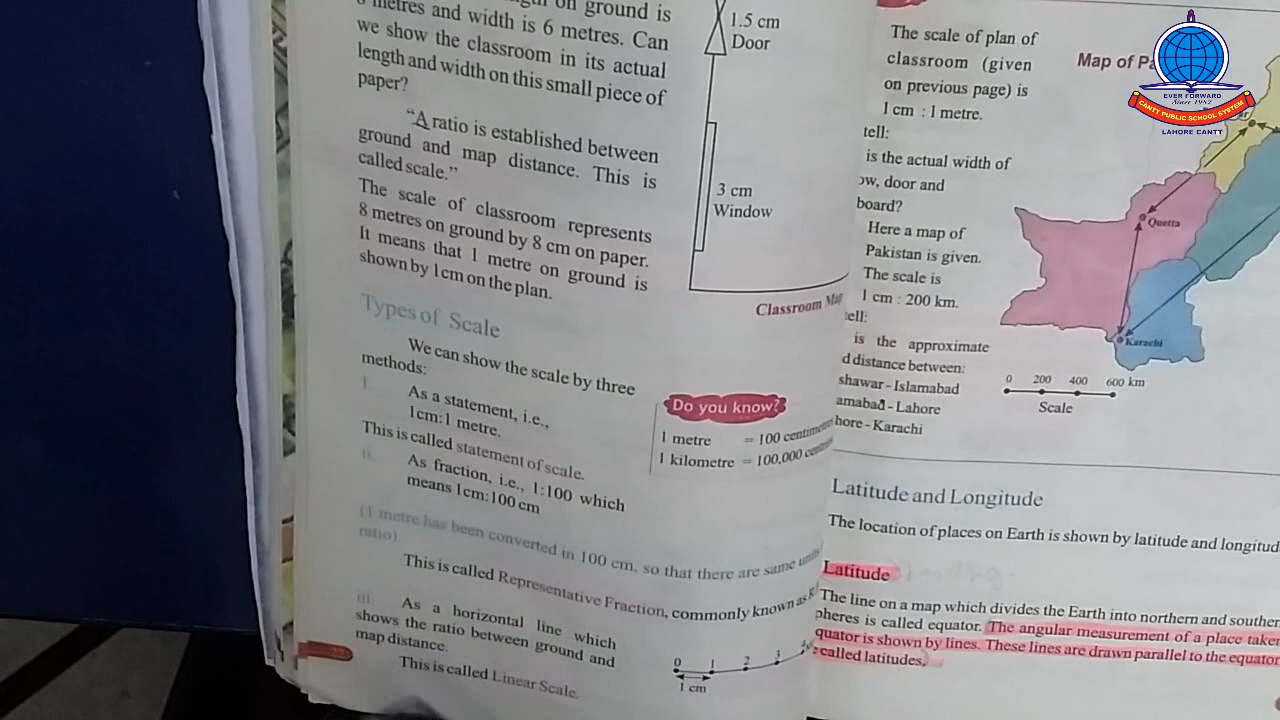 on ground is
metres and width is 6 metres. Can
we show the classroom in its actual
length and width on this small piece of
paper?
“A ratio is established between
ground and map distance. This is
called scale.”
The scale of classroom represents
8 metres on ground by 8 cm on paper.
It means that 1 metre on ground is
shown by 1cm on the plan.
1.5 cm
Door
3 cm
Window
Classroom Map
Types of Scale
We can show the scale by three
methods:
i.
As a statement, i.e.,
1cm:1 metre.
This is called statement of scale.
ii.
As fraction, i.e., 1:100 which
means 1cm:100 cm
(1 metre has been converted in 100 cm, so that there are same units
ratio).
This is called Representative Fraction, commonly known as
iii.
As a horizontal line which
shows the ratio between ground and
map distance.
This is called Linear Scale.
Do you know?
1 metre = 100 centimetre
1 kilometre = 100,000
0 1 2 3
1 cm
The scale of plan of
classroom (given
on previous page) is
1 cm : 1 metre.
tell:
is the actual width of
ow, door and
board?
Here a map of
Pakistan is given.
The scale is
1 cm : 200 km.
ell:
is the approximate
d distance between:
shawar - Islamabad
amabad - Lahore
hore - Karachi
Map of Pa
Quetta
Karachi
0 200 400 600 km
Scale
Latitude and Longitude
The location of places on Earth is shown by latitude and longitud
Latitude
The line on a map which divides the Earth into northern and souther
pheres is called equator. The angular measurement of a place taken
quator is shown by lines. These lines are drawn parallel to the equator
called latitudes.
EVER FORWARD
Since 1982
CANTT PUBLIC SCHOOL SYSTEM
LAHORE CANTT